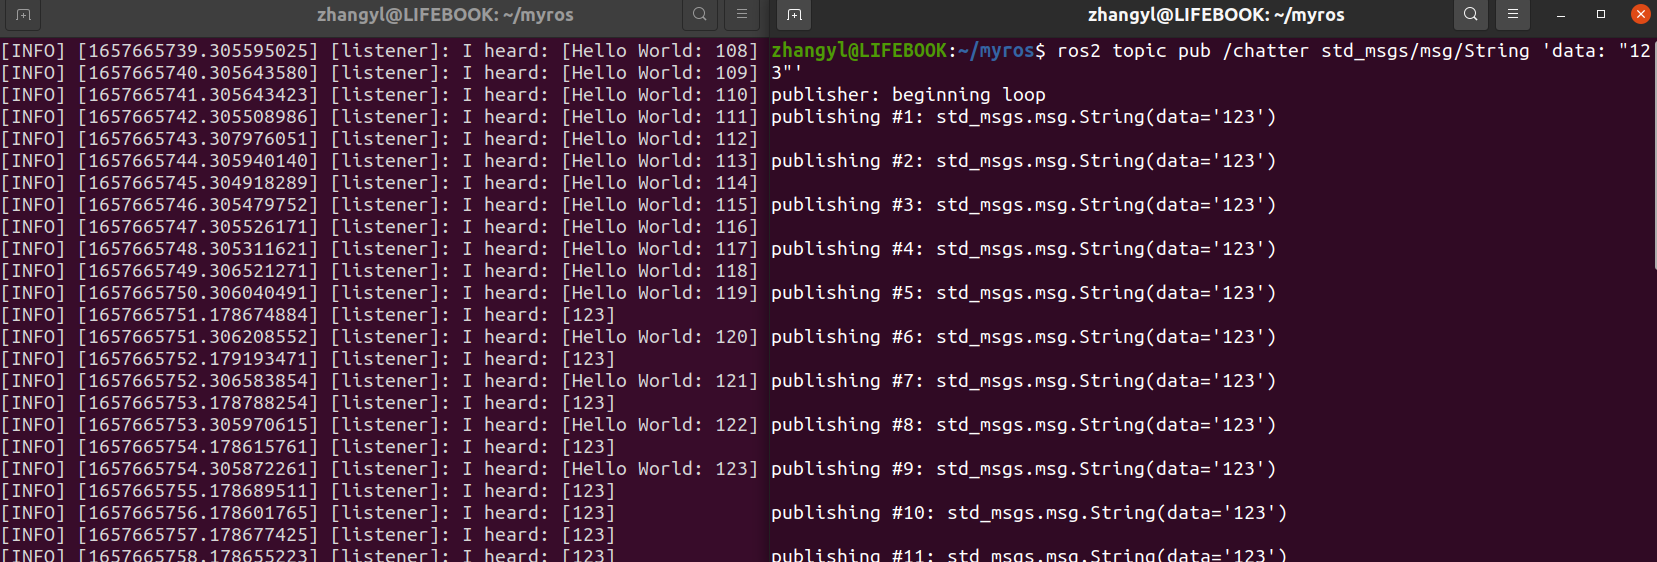 zhangyl@LIFEBOOK: ~/myros
[INFO] [1657665739.305595025] [listener]: I heard: [Hello World: 108]
[INFO] [1657665740.305643580] [listener]: I heard: [Hello World: 109]
[INFO] [1657665741.305643423] [listener]: I heard: [Hello World: 110]
[INFO] [1657665742.305508986] [listener]: I heard: [Hello World: 111]
[INFO] [1657665743.307976051] [listener]: I heard: [Hello World: 112]
[INFO] [1657665744.305940140] [listener]: I heard: [Hello World: 113]
[INFO] [1657665745.304918289] [listener]: I heard: [Hello World: 114]
[INFO] [1657665746.305479752] [listener]: I heard: [Hello World: 115]
[INFO] [1657665747.305526171] [listener]: I heard: [Hello World: 116]
[INFO] [1657665748.305311621] [listener]: I heard: [Hello World: 117]
[INFO] [1657665749.306521271] [listener]: I heard: [Hello World: 118]
[INFO] [1657665750.306040491] [listener]: I heard: [Hello World: 119]
[INFO] [1657665751.178674884] [listener]: I heard: [123]
[INFO] [1657665751.306208552] [listener]: I heard: [Hello World: 120]
[INFO] [1657665752.179193471] [listener]: I heard: [123]
[INFO] [1657665752.306583854] [listener]: I heard: [Hello World: 121]
[INFO] [1657665753.178788254] [listener]: I heard: [123]
[INFO] [1657665753.305970615] [listener]: I heard: [Hello World: 122]
[INFO] [1657665754.178615761] [listener]: I heard: [123]
[INFO] [1657665754.305872261] [listener]: I heard: [Hello World: 123]
[INFO] [1657665755.178689511] [listener]: I heard: [123]
[INFO] [1657665756.178601765] [listener]: I heard: [123]
[INFO] [1657665757.178677425] [listener]: I heard: [123]
[INFO] [1657665758.178655223] [listener]: I heard: [123]
zhangyl@LIFEBOOK: ~/myros
zhangyl@LIFEBOOK:~/myros$ ros2 topic pub /chatter std_msgs/msg/String 'data: "12
3"'
publisher: beginning loop
publishing #1: std_msgs.msg.String(data='123')
publishing #2: std_msgs.msg.String(data='123')
publishing #3: std_msgs.msg.String(data='123')
publishing #4: std_msgs.msg.String(data='123')
publishing #5: std_msgs.msg.String(data='123')
publishing #6: std_msgs.msg.String(data='123')
publishing #7: std_msgs.msg.String(data='123')
publishing #8: std_msgs.msg.String(data='123')
publishing #9: std_msgs.msg.String(data='123')
publishing #10: std_msgs.msg.String(data='123')
publishing #11: std_msgs.msg.String(data='123')